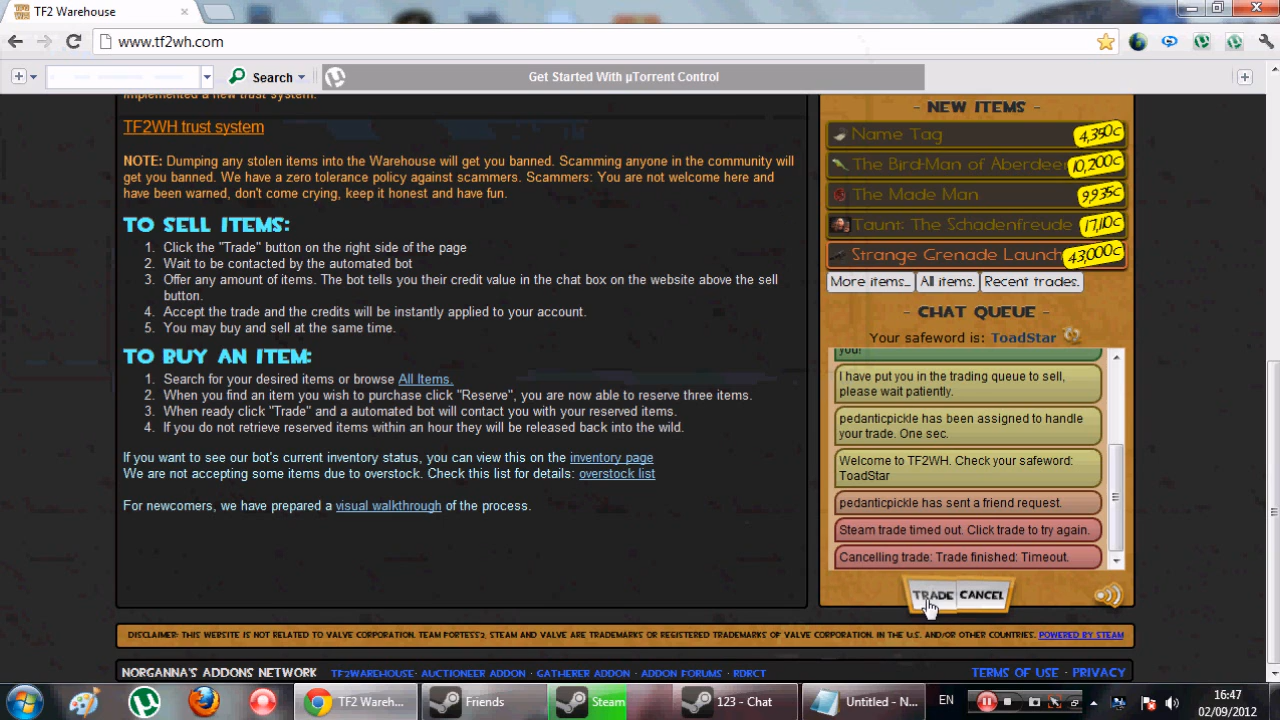 TF2 Warehouse
www.tf2wh.com
Search
Get Started With µTorrent Control
implemented a new trust system.
TF2WH trust system
NOTE: Dumping any stolen items into the Warehouse will get you banned. Scamming anyone in the community will
get you banned. We have a zero tolerance policy against scammers. Scammers: You are not welcome here and
have been warned, don't come crying, keep it honest and have fun.
TO SELL ITEMS:
1. Click the "Trade" button on the right side of the page
2. Wait to be contacted by the automated bot
3. Offer any amount of items. The bot tells you their credit value in the chat box on the website above the sell
button.
4. Accept the trade and the credits will be instantly applied to your account.
5. You may buy and sell at the same time.
TO BUY AN ITEM:
1. Search for your desired items or browse All Items.
2. When you find an item you wish to purchase click "Reserve", you are now able to reserve three items.
3. When ready click "Trade" and a automated bot will contact you with your reserved items.
4. If you do not retrieve reserved items within an hour they will be released back into the wild.
If you want to see our bot's current inventory status, you can view this on the inventory page
We are not accepting some items due to overstock. Check this list for details: overstock list
For newcomers, we have prepared a visual walkthrough of the process.
- NEW ITEMS -
Name Tag 4,350c
The Bird-Man of Aberdee 10,200c
The Made Man 9,935c
Taunt: The Schadenfreude 17,110c
Strange Grenade Launch 43,000c
More items... All items. Recent trades.
- CHAT QUEUE -
Your safeword is: ToadStar
you!
I have put you in the trading queue to sell,
please wait patiently.
pedanticpickle has been assigned to handle
your trade. One sec.
Welcome to TF2WH. Check your safeword:
ToadStar
pedanticpickle has sent a friend request.
Steam trade timed out. Click trade to try again.
Cancelling trade: Trade finished: Timeout.
TRADE CANCEL
DISCLAIMER: THIS WEBSITE IS NOT RELATED TO VALVE CORPORATION. TEAM FORTESS2, STEAM AND VALVE ARE TRADEMARKS OR REGISTERED TRADEMARKS OF VALVE CORPORATION. IN THE U.S. AND/OR OTHER COUNTRIES. POWERED BY STEAM
NORGANNA'S ADDONS NETWORK TF2WAREHOUSE · AUCTIONEER ADDON · GATHERER ADDON · ADDON FORUMS · RDRCT TERMS OF USE · PRIVACY
TF2 Wareh... Friends Steam 123 - Chat Untitled - N... EN 16:47
02/09/2012